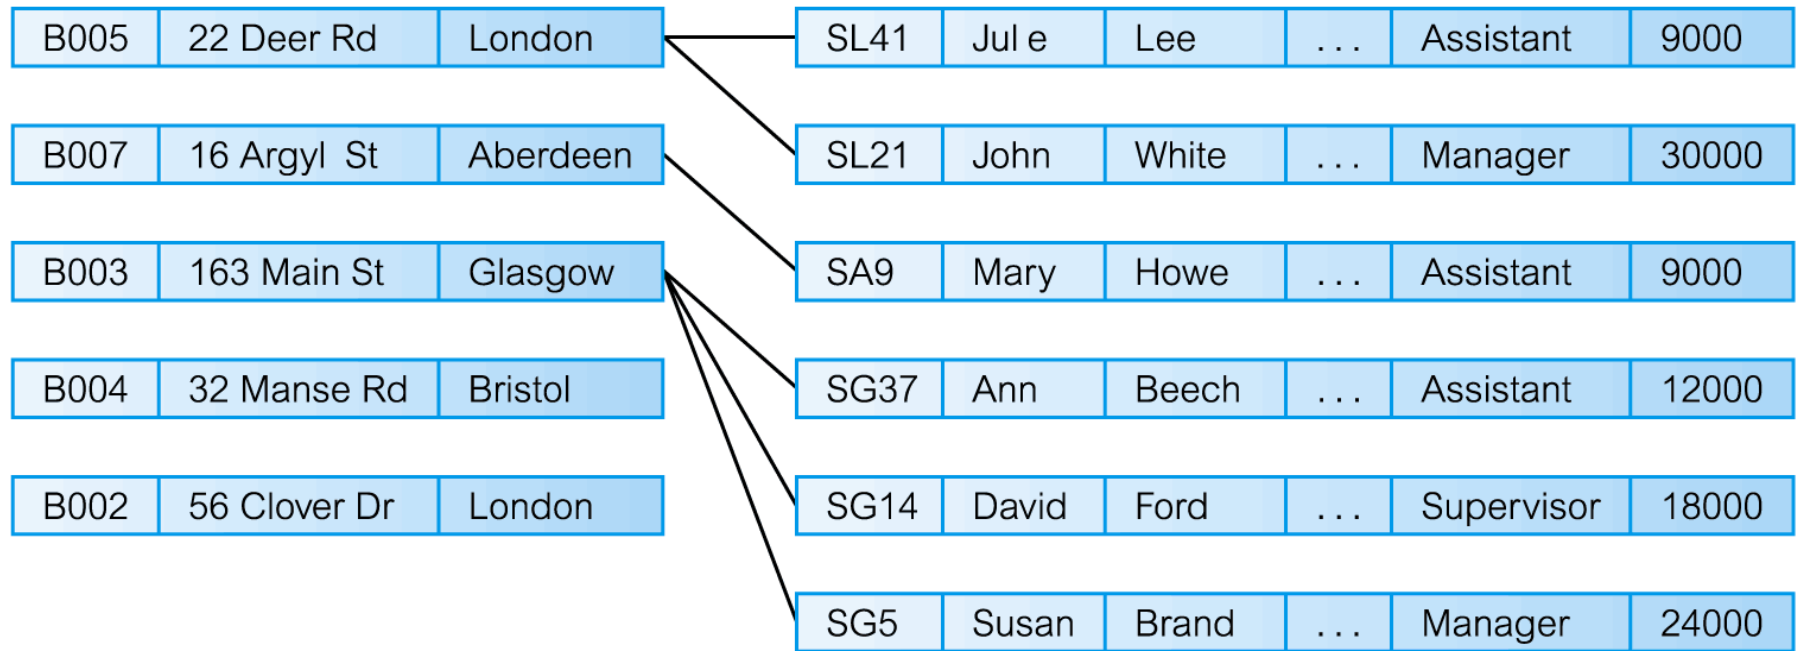 B005 22 Deer Rd London SL41 Jul e Lee . . . Assistant 9000
B007 16 Argyl St Aberdeen SL21 John White . . . Manager 30000
B003 163 Main St Glasgow SA9 Mary Howe . . . Assistant 9000
B004 32 Manse Rd Bristol SG37 Ann Beech . . . Assistant 12000
B002 56 Clover Dr London SG14 David Ford . . . Supervisor 18000
SG5 Susan Brand . . . Manager 24000